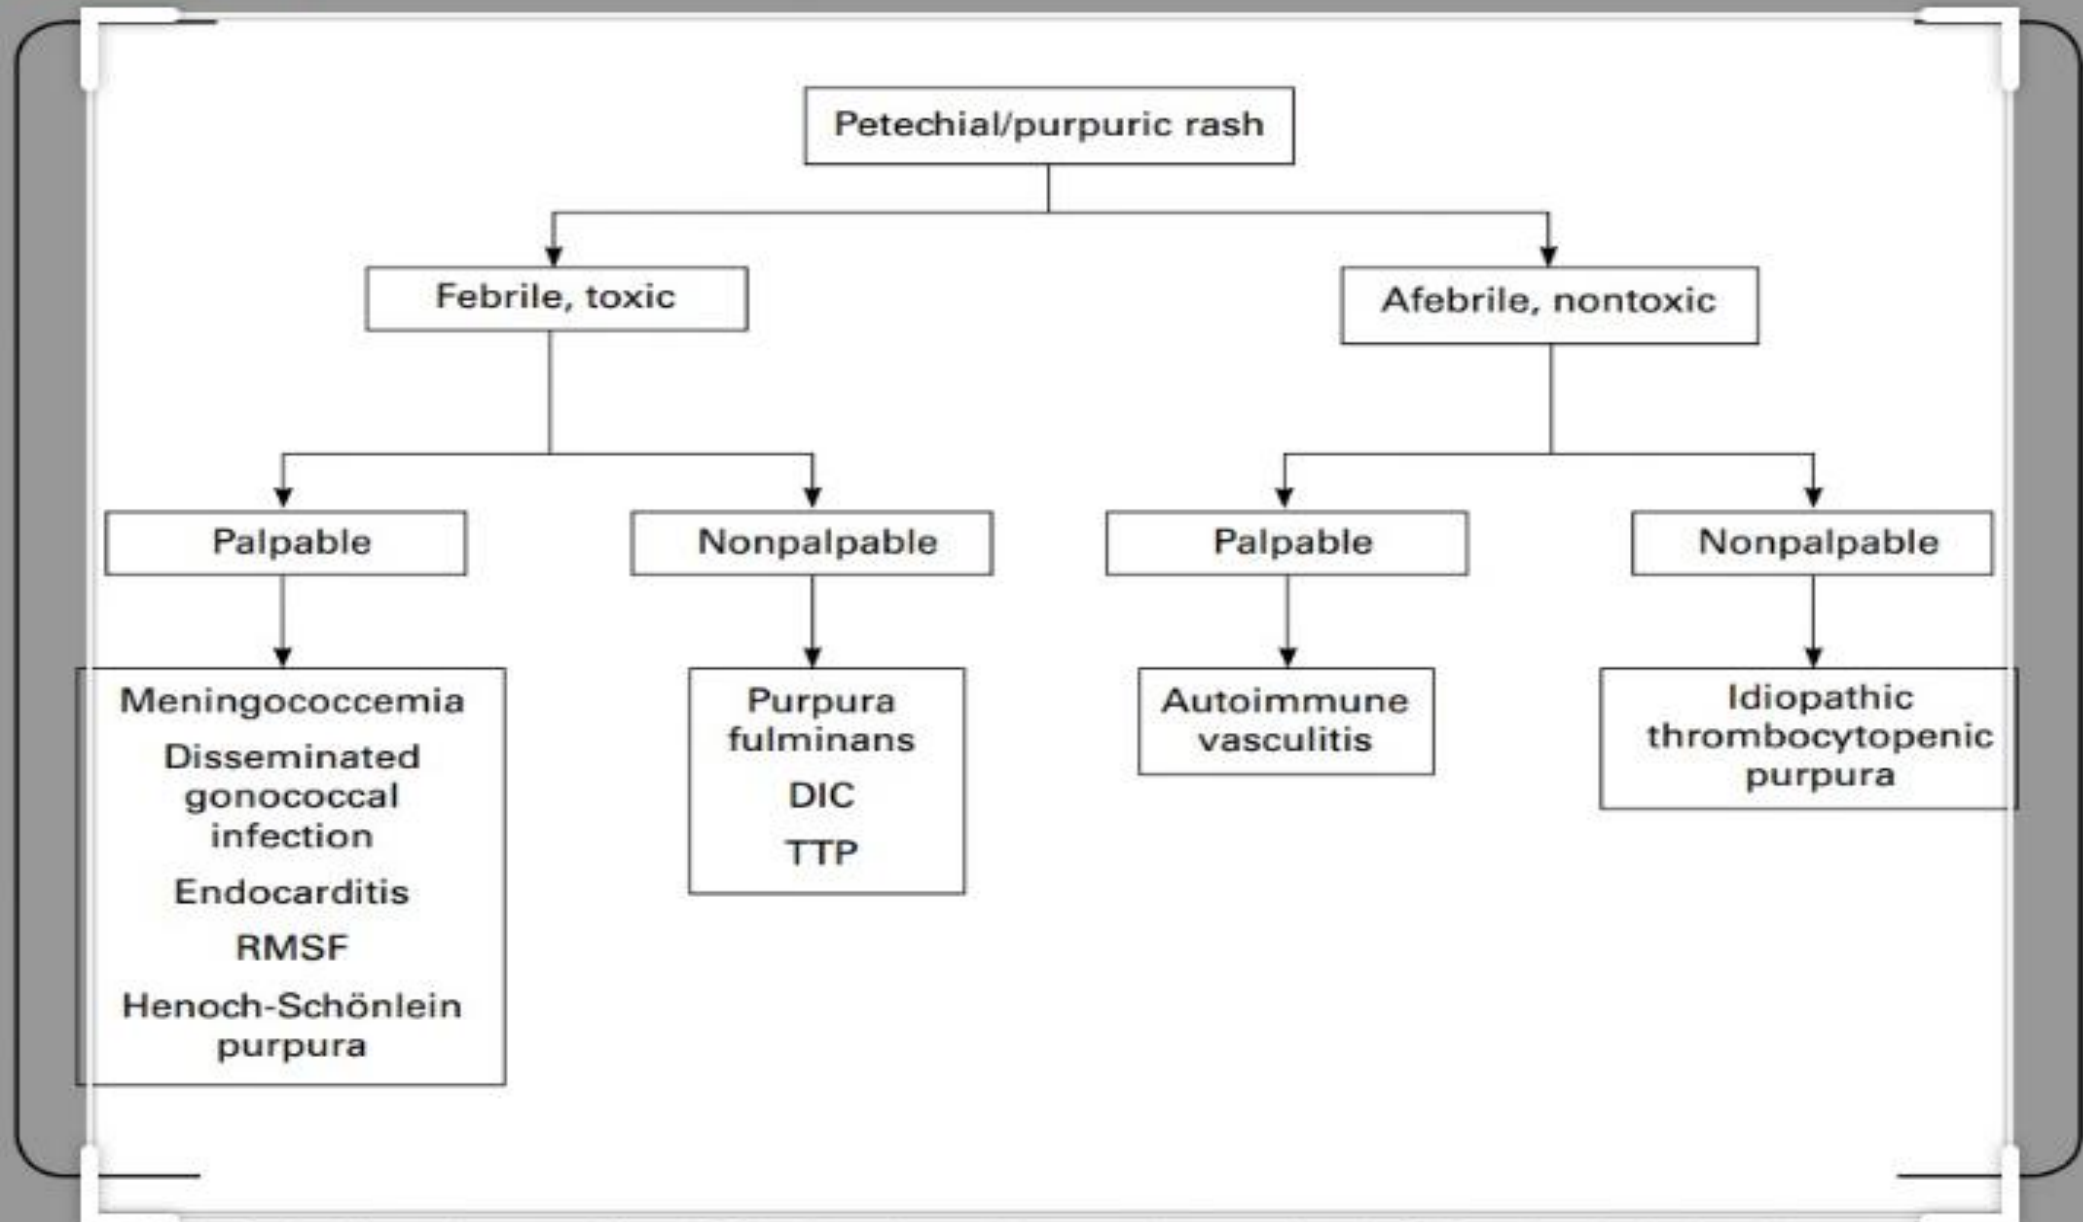 Petechial/purpuric rash
Febrile, toxic
Afebrile, nontoxic
Palpable
Nonpalpable
Palpable
Nonpalpable
Meningococcemia
Disseminated
gonococcal
infection
Endocarditis
RMSF
Henoch-Schönlein
purpura
Purpura
fulminans
DIC
TTP
Autoimmune
vasculitis
Idiopathic
thrombocytopenic
purpura